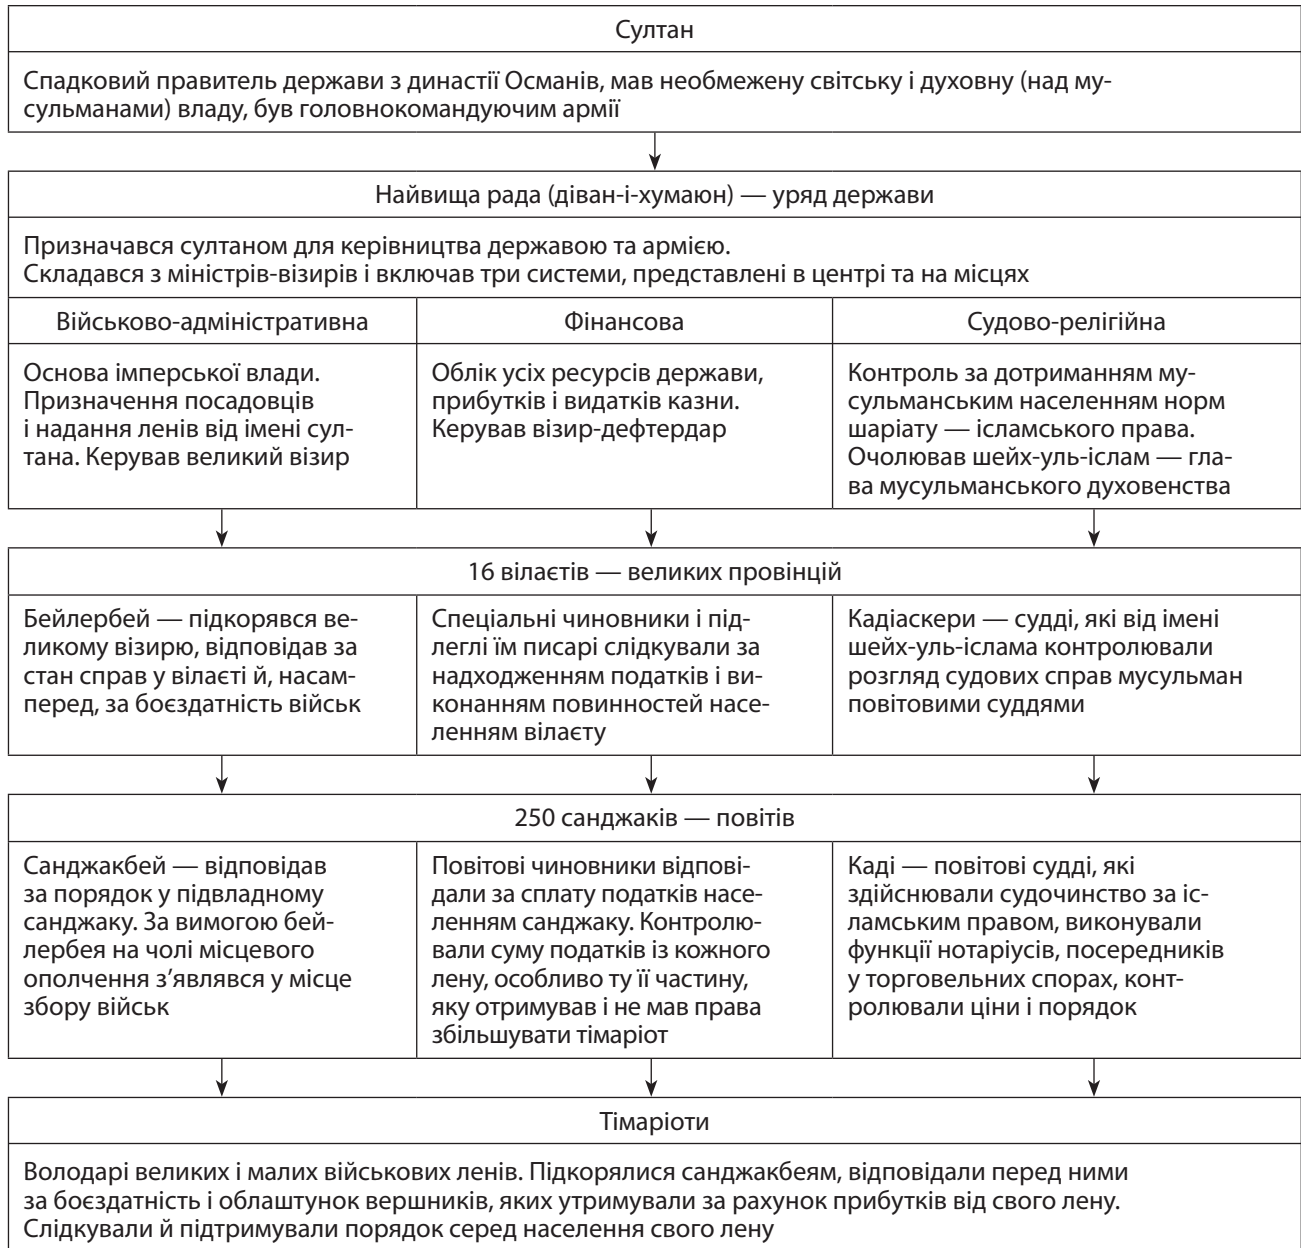 Султан
Спадковий правитель держави з династії Османів, мав необмежену світську і духовну (над му-
сульманами) владу, був головнокомандуючим армії
Найвища рада (діван-і-хумаюн) — уряд держави
Призначався султаном для керівництва державою та армією.
Складався з міністрів-візирів і включав три системи, представлені в центрі та на місцях
Військово-адміністративна
Основа імперської влади.
Призначення посадовців
і надання ленів від імені сул-
тана. Керував великий візир
Фінансова
Облік усіх ресурсів держави,
прибутків і видатків казни.
Керував візир-дефтердар
Судово-релігійна
Контроль за дотриманням му-
сульманським населенням норм
шаріату — ісламського права.
Очолював шейх-уль-іслам — гла-
ва мусульманського духовенства
16 вілаєтів — великих провінцій
Бейлербей — підкорявся ве-
ликому візирю, відповідав за
стан справ у вілаєті й, насам-
перед, за боєздатність військ
Спеціальні чиновники і під-
леглі їм писарі слідкували за
надходженням податків і ви-
конанням повинностей насе-
ленням вілаєту
Кадіаскери — судді, які від імені
шейх-уль-іслама контролювали
розгляд судових справ мусульман
повітовими суддями
250 санджаків — повітів
Санджакбей — відповідав
за порядок у підвладному
санджаку. За вимогою бей-
лербея на чолі місцевого
ополчення з’являвся у місце
збору військ
Повітові чиновники відпові-
дали за сплату податків насе-
ленням санджаку. Контролю-
вали суму податків із кожного
лену, особливо ту її частину,
яку отримував і не мав права
збільшувати тімаріот
Каді — повітові судді, які
здійснювали судочинство за іс-
ламським правом, виконували
функції нотаріусів, посередників
у торговельних спорах, конт-
ролювали ціни і порядок
Тімаріоти
Володарі великих і малих військових ленів. Підкорялися санджакбеям, відповідали перед ними
за боєздатність і облаштунок вершників, яких утримували за рахунок прибутків від свого лену.
Слідкували й підтримували порядок серед населення свого лену